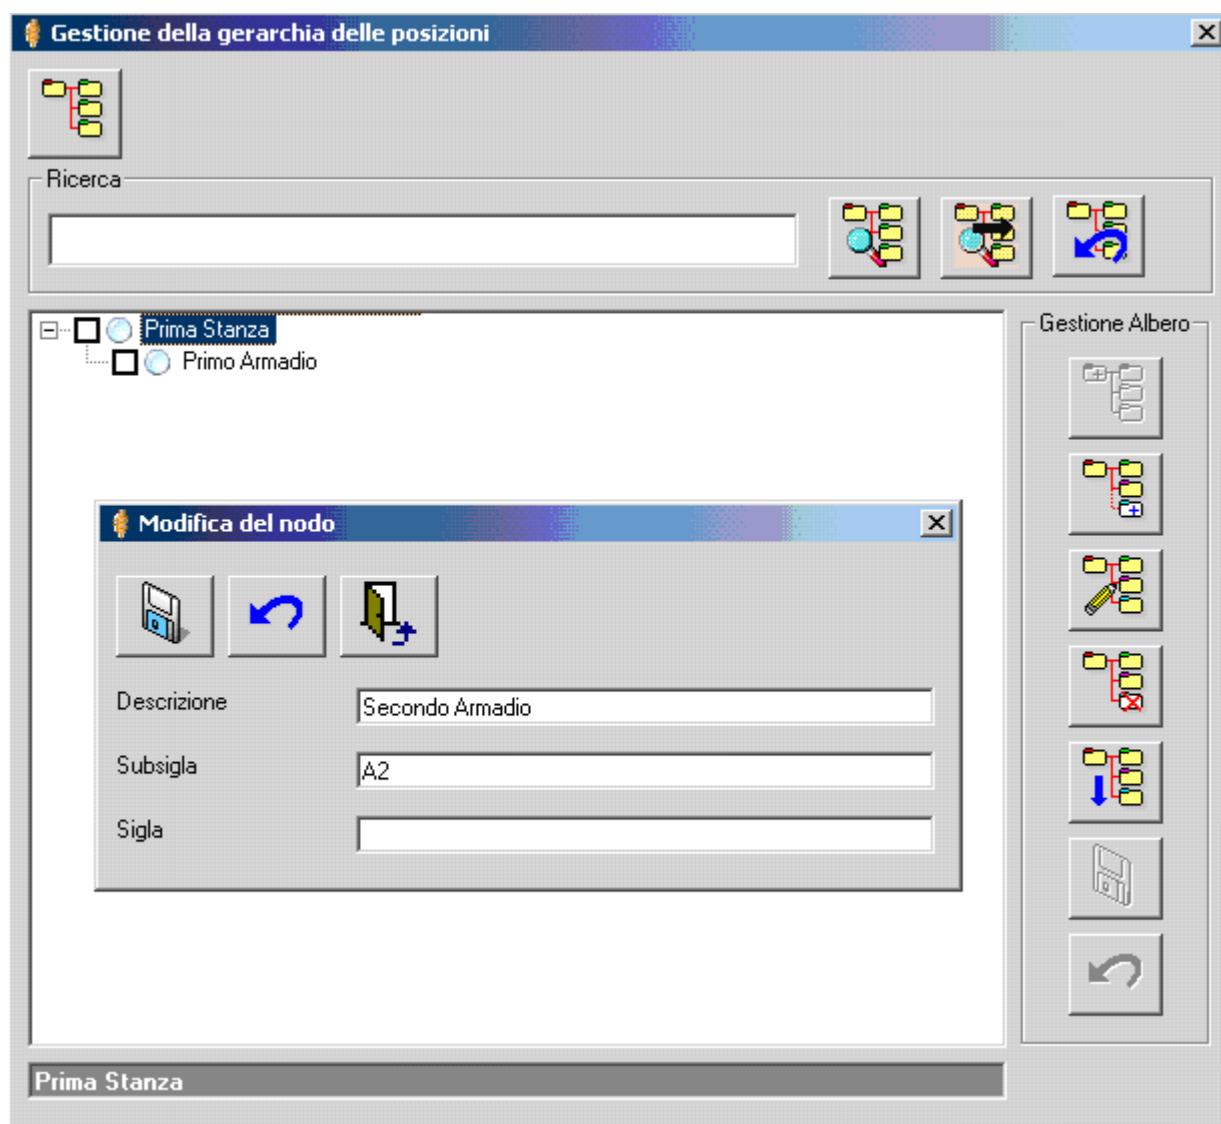 Gestione della gerarchia delle posizioni
Ricerca
Prima Stanza
Primo Armadio
Gestione Albero
Modifica del nodo
Descrizione
Secondo Armadio
Subsigla
A2
Sigla
Prima Stanza